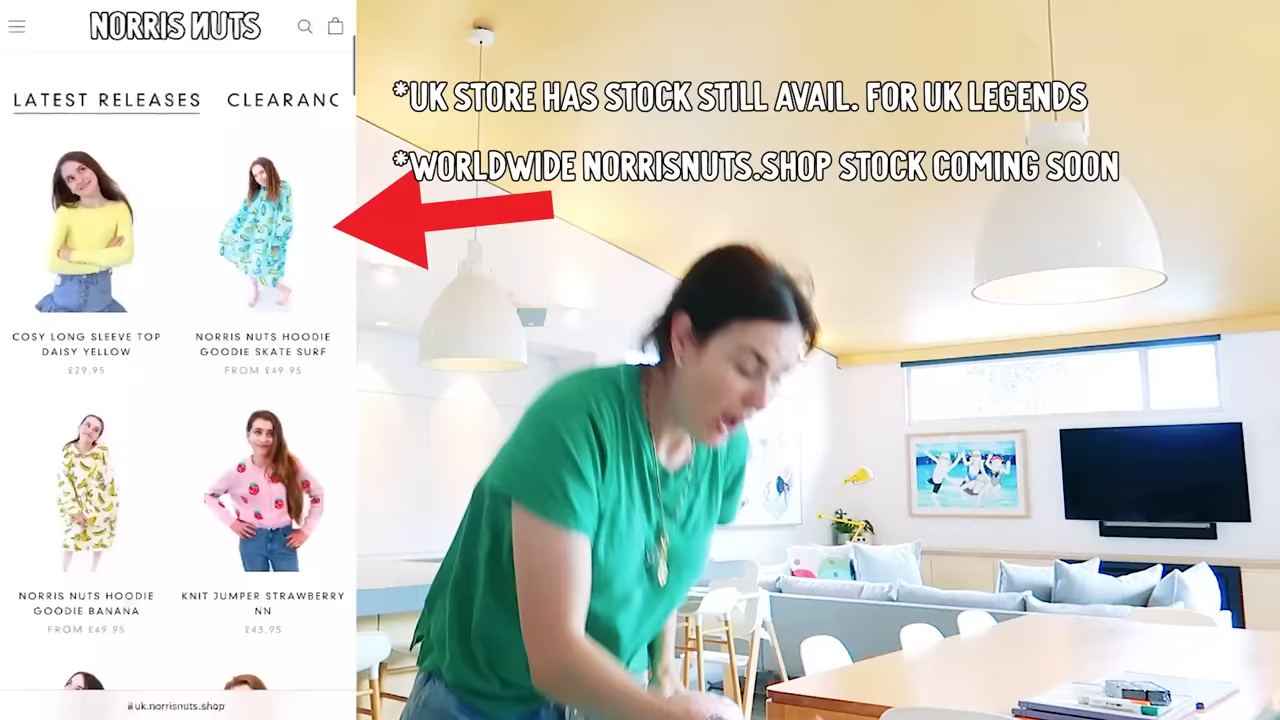 NORRIS NUTS
LATEST RELEASES CLEARANC
COSY LONG SLEEVE TOP
DAISY YELLOW
£29.95
NORRIS NUTS HOODIE
GOODIE SKATE SURF
FROM £49.95
NORRIS NUTS HOODIE
GOODIE BANANA
FROM £49.95
KNIT JUMPER STRAWBERRY
NN
£43.95
uk.norrisnuts.shop
*UK STORE HAS STOCK STILL AVAIL. FOR UK LEGENDS
*WORLDWIDE NORRISNUTS.SHOP STOCK COMING SOON